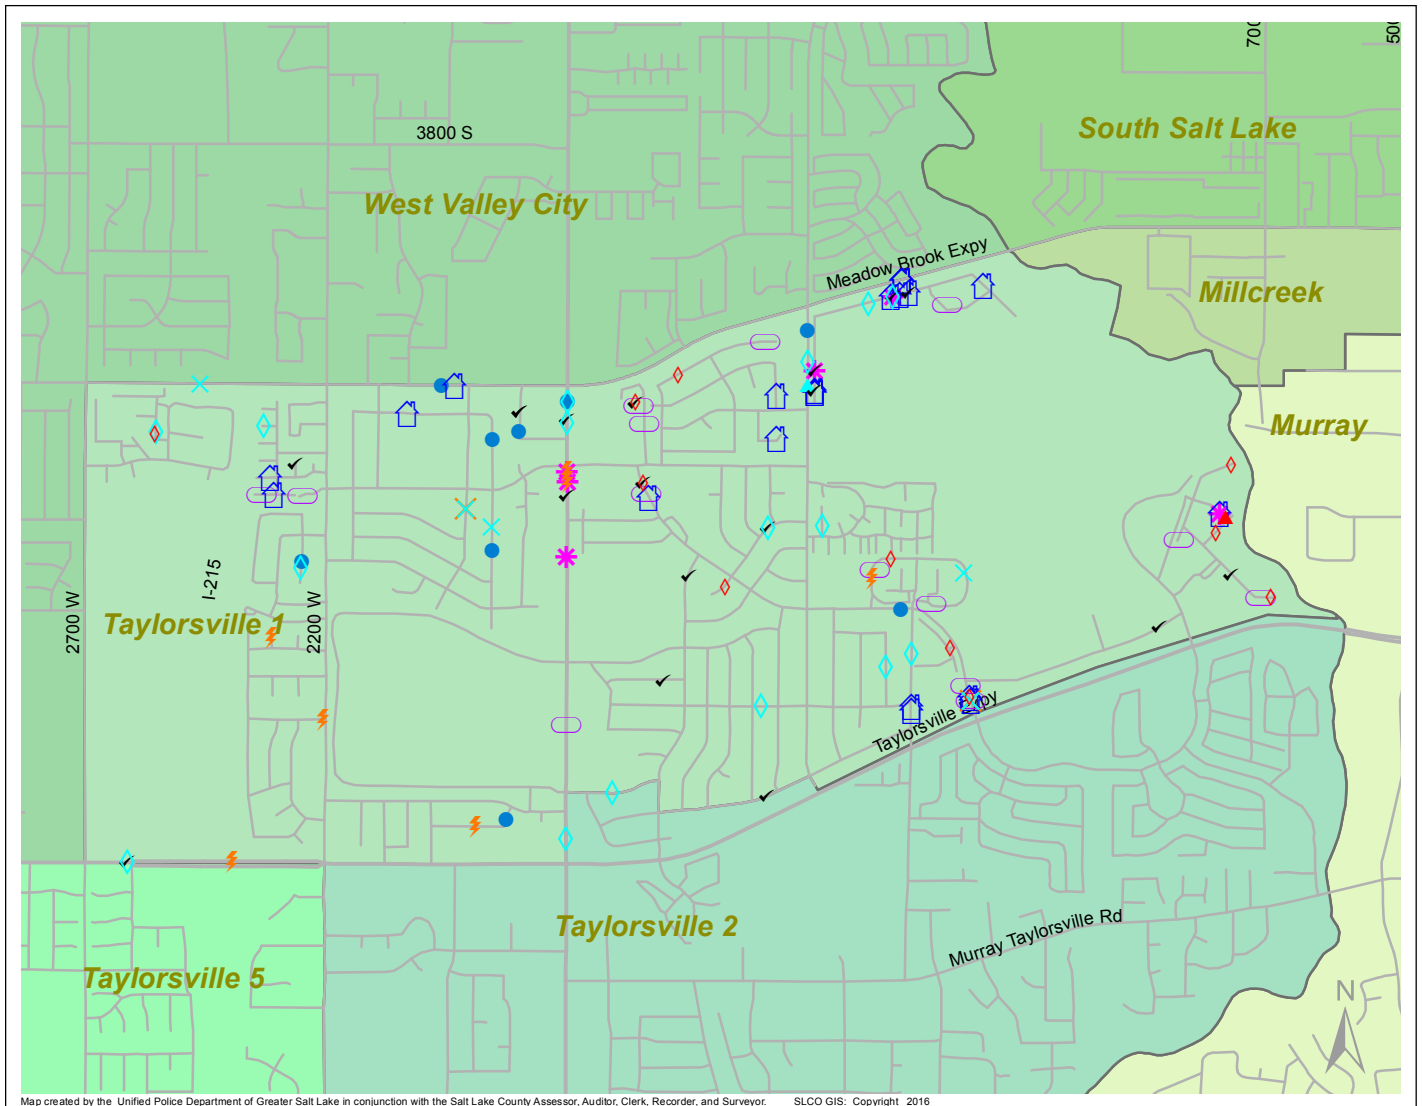 700
500
3800 S
South Salt Lake
West Valley City
Meadow Brook Expy
Millcreek
Murray
I-215
2700 W
Taylorsville 1
2200 W
Taylorsville Expy
Murray Taylorsville Rd
Taylorsville 2
Taylorsville 5
N
Map created by the Unified Police Department of Greater Salt Lake in conjunction with the Salt Lake County Assessor, Auditor, Clerk, Recorder, and Surveyor. SLCO GIS: Copyright 2016